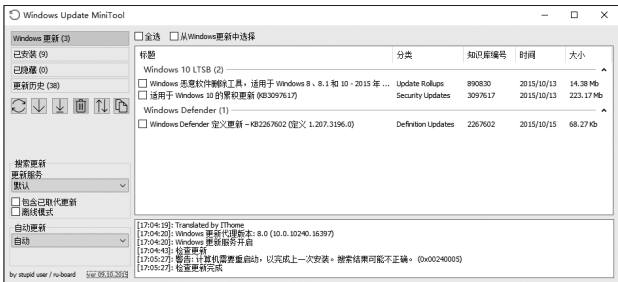 Windows Update MiniTool
Windows 更新 (3)
已安装 (9)
已隐藏 (0)
更新历史 (38)
搜索更新
更新服务
默认
包含已取代更新
离线模式
自动更新
自动
by stupid user / ru-board ver 09.10.2015
全选 从Windows更新中选择
标题 分类 知识库编号 时间 大小
Windows 10 LTSB (2)
Windows 恶意软件删除工具，适用于 Windows 8、8.1 和 10 - 2015 年 ... Update Rollups 890830 2015/10/13 14.38 Mb
适用于 Windows 10 的累积更新 (KB3097617) Security Updates 3097617 2015/10/13 223.17 Mb
Windows Defender (1)
Windows Defender 定义更新 – KB2267602 (定义 1.207.3196.0) Definition Updates 2267602 2015/10/15 68.27 Kb
[17:04:19]: Translated by IThome
[17:04:20]: Windows 更新代理版本: 8.0 (10.0.10240.16397)
[17:04:20]: Windows 更新服务开启
[17:04:43]: 检查更新
[17:05:27]: 警告: 计算机需要重启动，以完成上一次安装。搜索结果可能不正确。 (0x00240005)
[17:05:27]: 检查更新完成